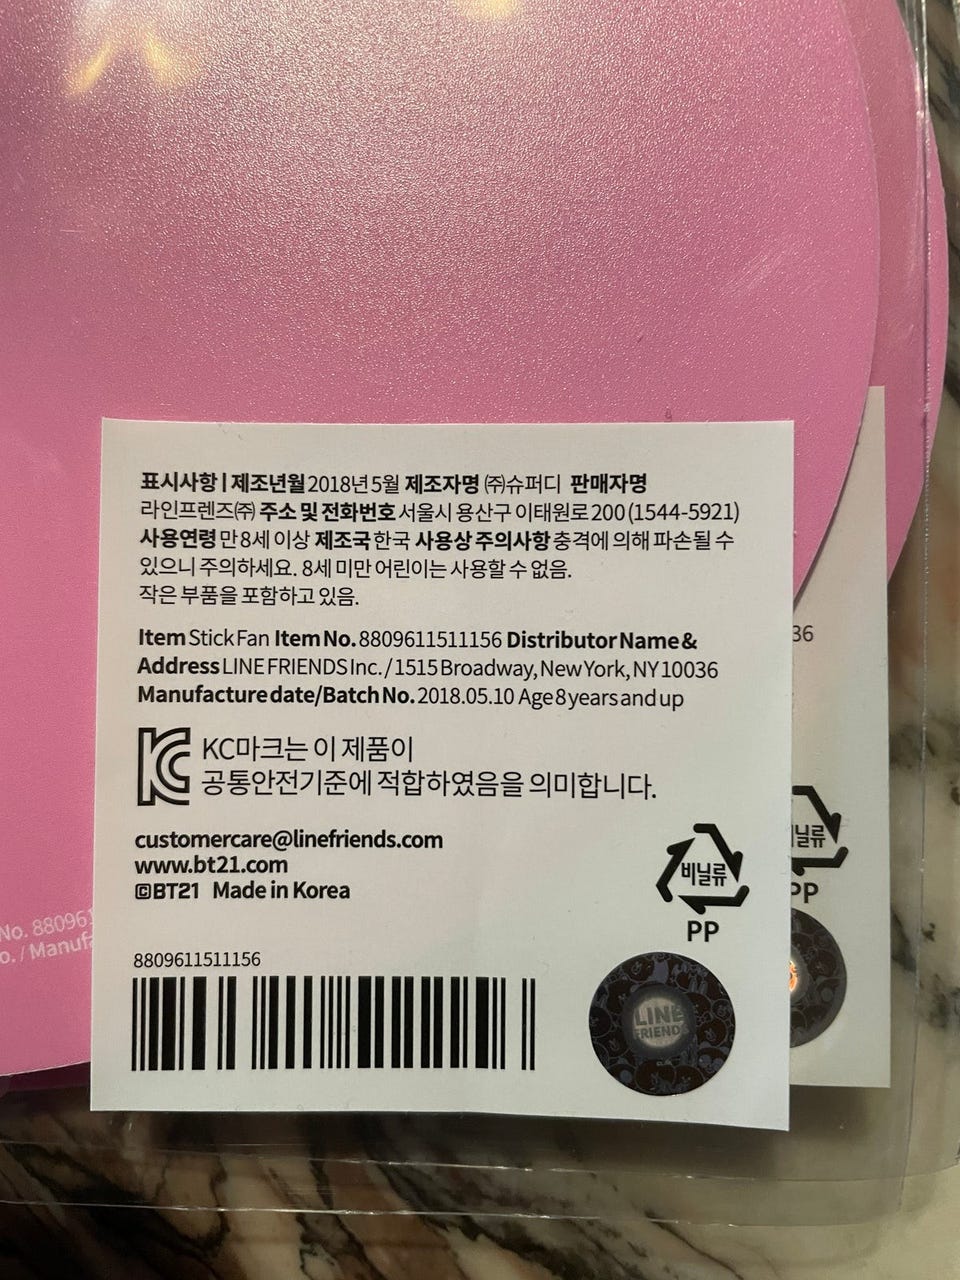 표시사항 | 제조년월 2018년 5월 제조자명 ㈜슈퍼디 판매자명
라인프렌즈㈜ 주소 및 전화번호 서울시 용산구 이태원로 200 (1544-5921)
사용연령 만 8세 이상 제조국 한국 사용상 주의사항 충격에 의해 파손될 수
있으니 주의하세요. 8세 미만 어린이는 사용할 수 없음.
작은 부품을 포함하고 있음.
Item Stick Fan Item No. 8809611511156 Distributor Name &
Address LINE FRIENDS Inc. / 1515 Broadway, New York, NY 10036
Manufacture date/Batch No. 2018.05.10 Age 8 years and up
KC마크는 이 제품이
공통안전기준에 적합하였음을 의미합니다.
customercare@linefriends.com
www.bt21.com
©BT21 Made in Korea
비닐류
PP
8809611511156
LINE
FRIENDS
No. 88096
o. / Manufa
36
닐류
PP